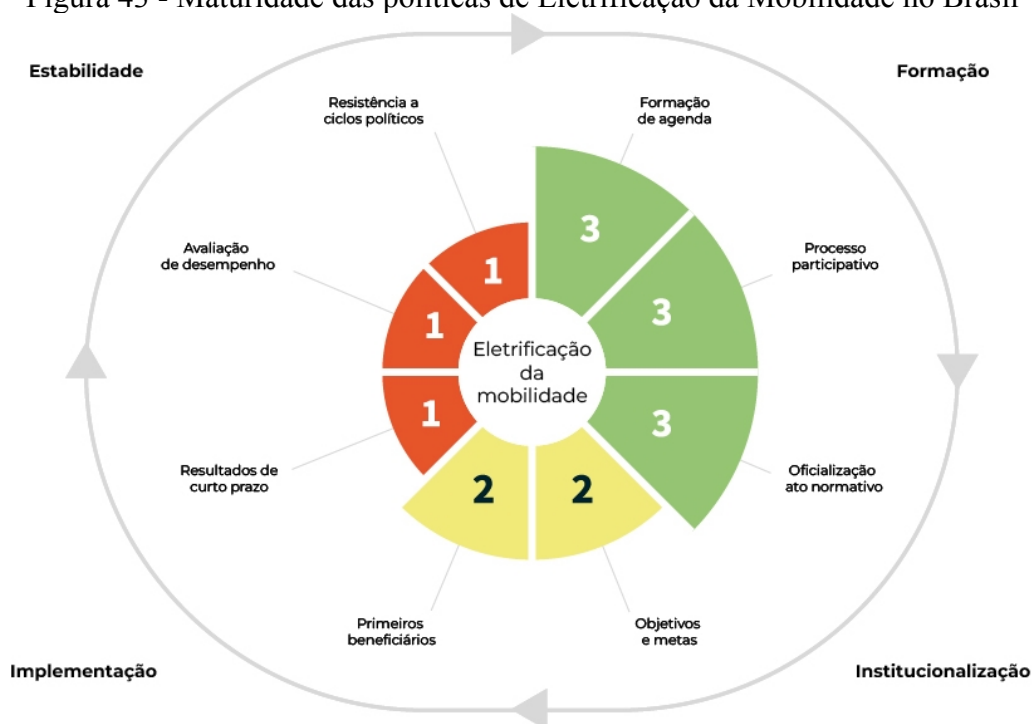 Figura 43 - Maturidade das políticas de Eletrificação da Mobilidade no Brasil
Estabilidade
Formação
Resistência a
ciclos políticos
Formação
de agenda
Avaliação
de desempenho
Processo
participativo
3
1
3
1
Eletrificação
da
mobilidade
1
3
Resultados de
curto prazo
Oficialização
ato normativo
2
2
Primeiros
beneficiários
Objetivos
e metas
Implementação
Institucionalização